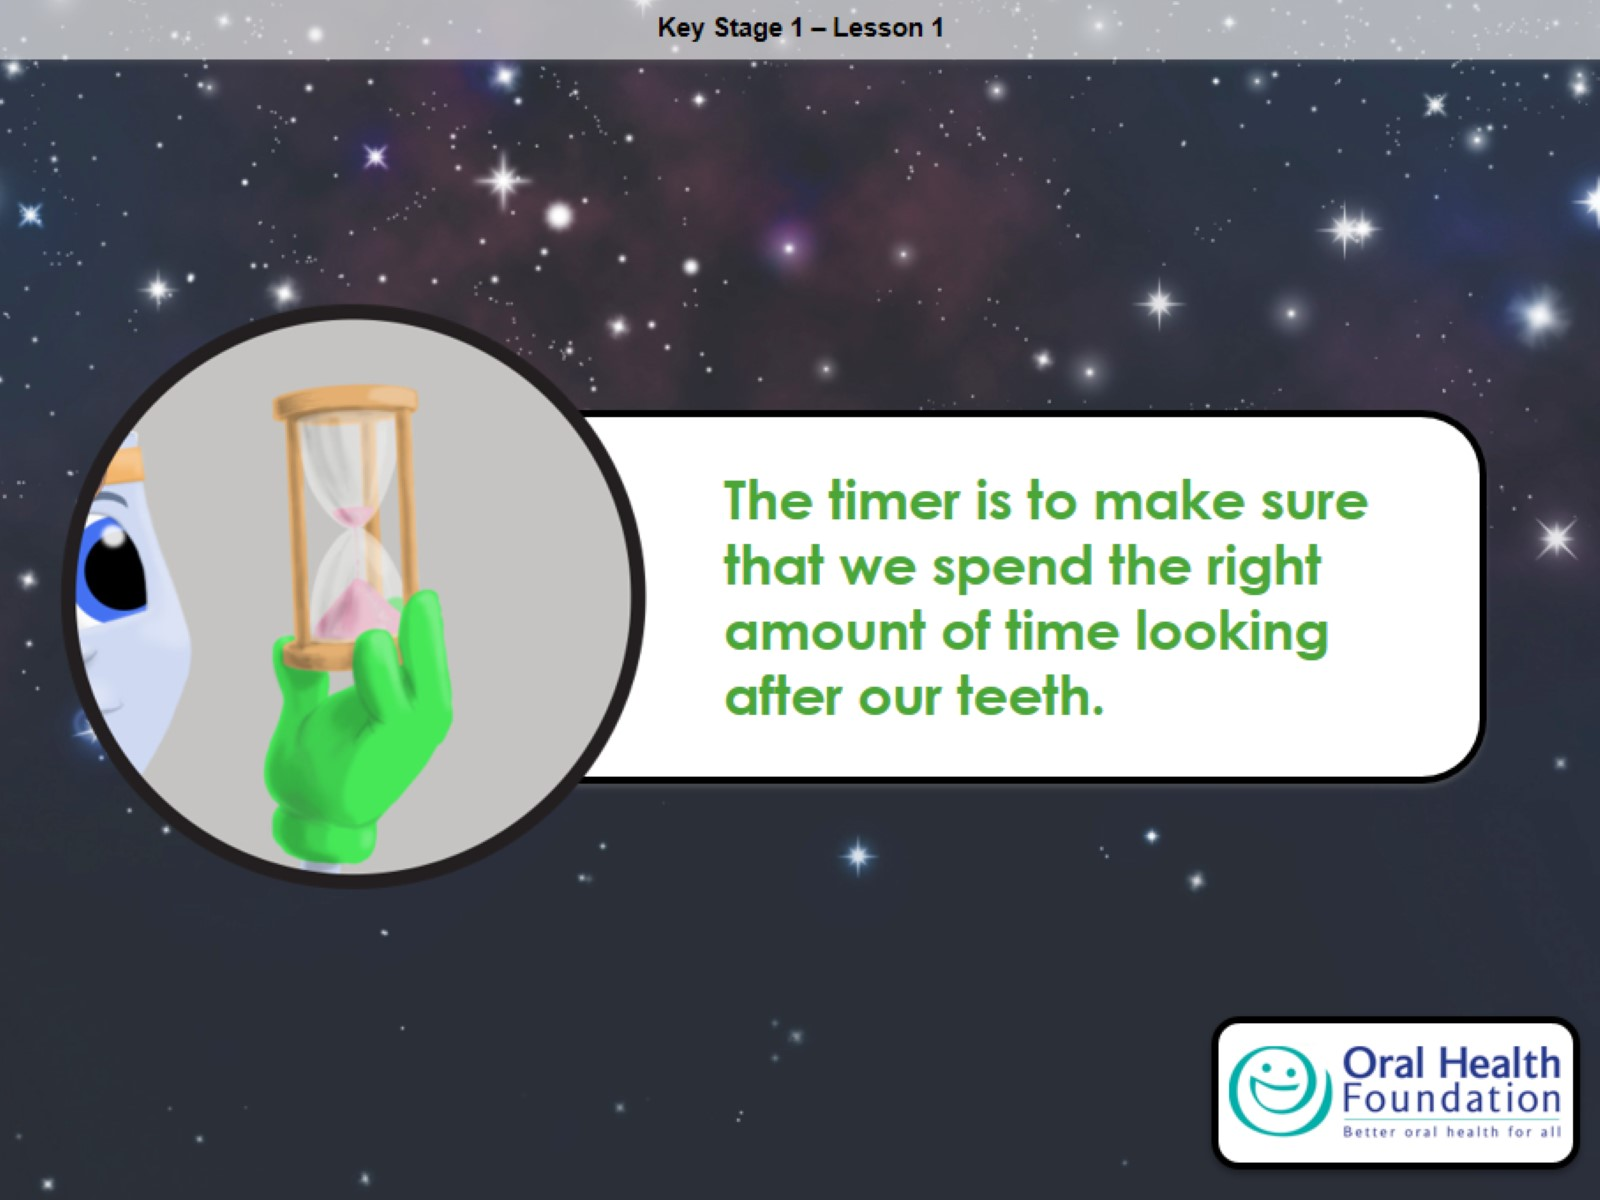 Key Stage 1 – Lesson 1
The timer is to make sure
that we spend the right
amount of time looking
after our teeth.
Oral Health
Foundation
Better oral health for all